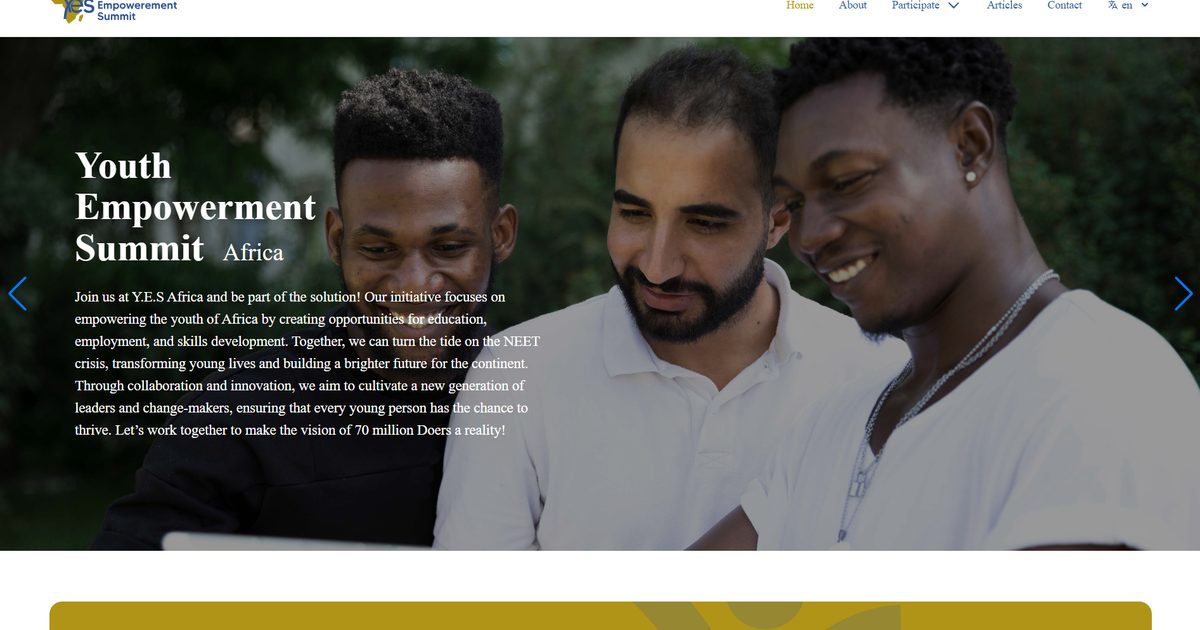 YES Empowerement
Summit
Home About Participate Articles Contact en
Youth
Empowerment
Summit Africa
Join us at Y.E.S Africa and be part of the solution! Our initiative focuses on
empowering the youth of Africa by creating opportunities for education,
employment, and skills development. Together, we can turn the tide on the NEET
crisis, transforming young lives and building a brighter future for the continent.
Through collaboration and innovation, we aim to cultivate a new generation of
leaders and change-makers, ensuring that every young person has the chance to
thrive. Let’s work together to make the vision of 70 million Doers a reality!